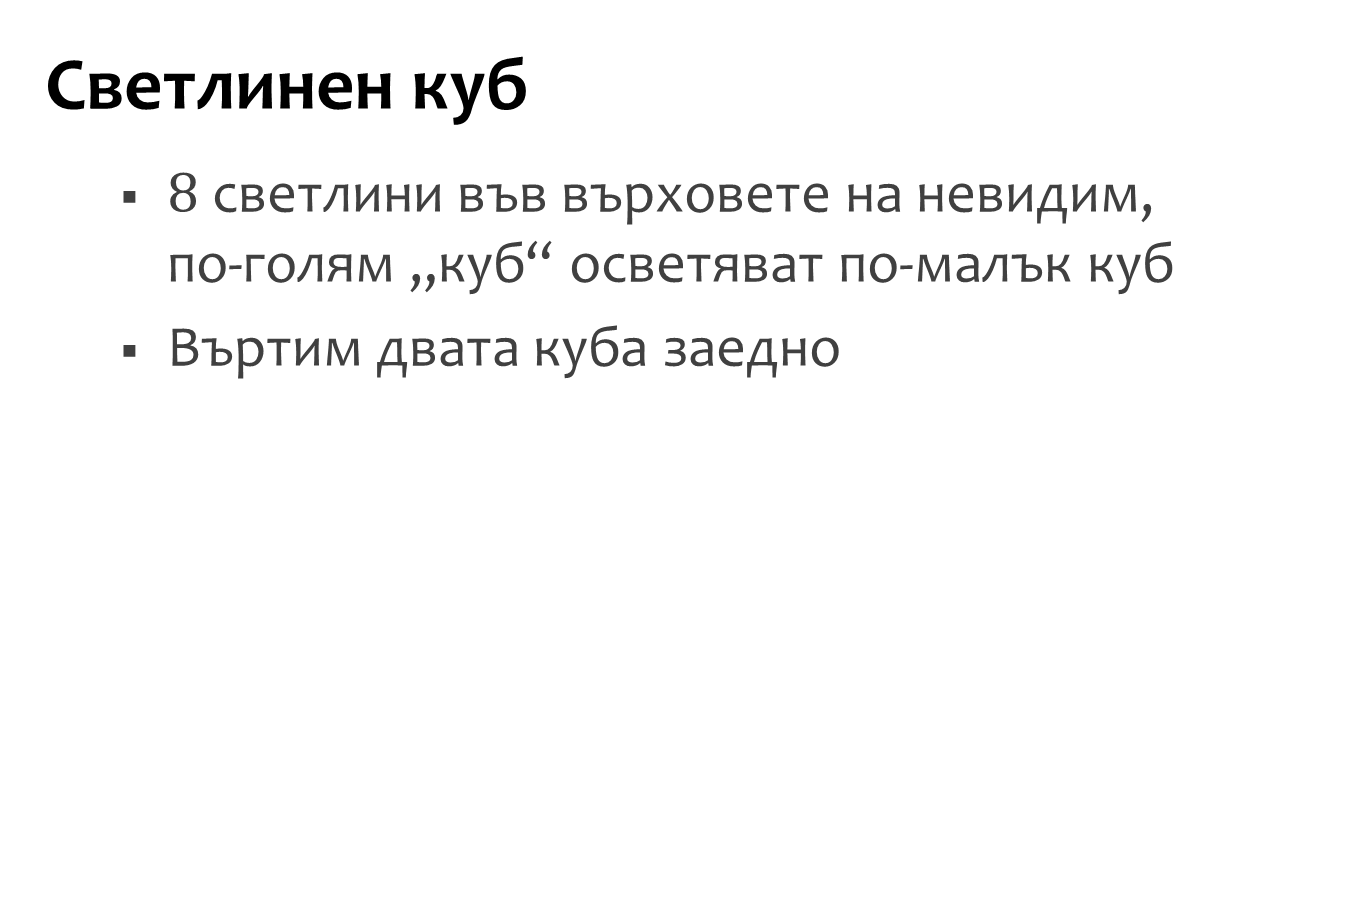 Светлинен куб
▪ 8 светлини във върховете на невидим,
по-голям „куб“ осветяват по-малък куб
▪ Въртим двата куба заедно